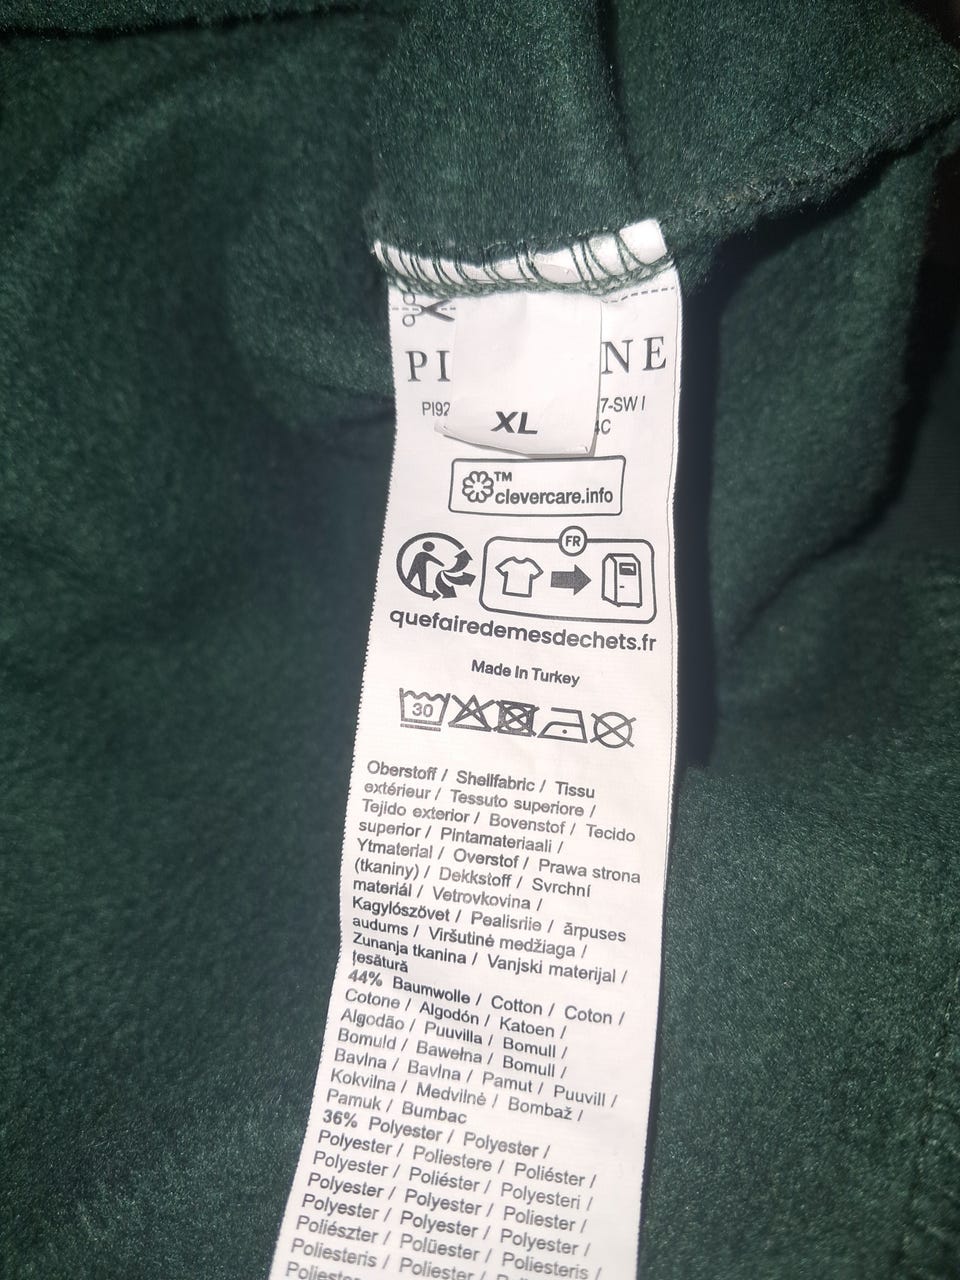 PI NE
PI92 7-SW I
XL C
TM
clevercare.info
FR
quefairedemesdechets.fr
Made In Turkey
30
Oberstoff / Shellfabric / Tissu
extérieur / Tessuto superiore /
Tejido exterior / Bovenstof / Tecido
superior / Pintamateriaali /
Ytmaterial / Overstof / Prawa strona
(tkaniny) / Dekkstoff / Svrchní
materiál / Vetrovkovina /
Kagylószövet / Pealisriie / ārpuses
audums / Viršutinė medžiaga /
Zunanja tkanina / Vanjski materijal /
țesătură
44% Baumwolle / Cotton / Coton /
Cotone / Algodón / Katoen /
Algodão / Puuvilla / Bomull /
Bomuld / Bawełna / Bomull /
Bavlna / Bavlna / Pamut / Puuvill /
Kokvilna / Medvilnė / Bombaž /
Pamuk / Bumbac
36% Polyester / Polyester /
Polyester / Poliestere / Poliéster /
Polyester / Poliéster / Polyesteri /
Polyester / Polyester / Poliester /
Polyester / Polyester / Polyester /
Poliészter / Polüester / Poliesteris /
Poliesteris / Poliester / Poliester /